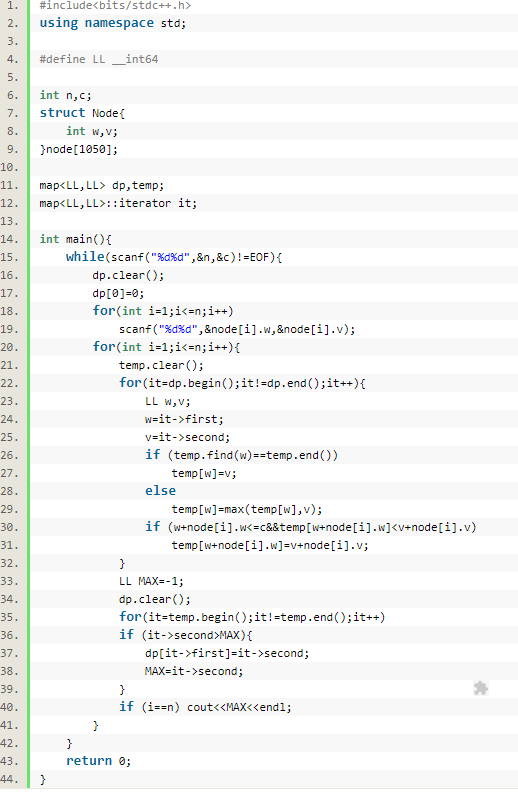 1. #include<bits/stdc++.h>
2. using namespace std;
3.
4. #define LL __int64
5.
6. int n,c;
7. struct Node{
8.     int w,v;
9. }node[1050];
10.
11. map<LL,LL> dp,temp;
12. map<LL,LL>::iterator it;
13.
14. int main(){
15.     while(scanf("%d%d",&n,&c)!=EOF){
16.         dp.clear();
17.         dp[0]=0;
18.         for(int i=1;i<=n;i++)
19.             scanf("%d%d",&node[i].w,&node[i].v);
20.         for(int i=1;i<=n;i++){
21.             temp.clear();
22.             for(it=dp.begin();it!=dp.end();it++){
23.                 LL w,v;
24.                 w=it->first;
25.                 v=it->second;
26.                 if (temp.find(w)==temp.end())
27.                     temp[w]=v;
28.                 else
29.                     temp[w]=max(temp[w],v);
30.                 if (w+node[i].w<=c&&temp[w+node[i].w]<v+node[i].v)
31.                     temp[w+node[i].w]=v+node[i].v;
32.             }
33.             LL MAX=-1;
34.             dp.clear();
35.             for(it=temp.begin();it!=temp.end();it++)
36.             if (it->second>MAX){
37.                 dp[it->first]=it->second;
38.                 MAX=it->second;
39.             }
40.             if (i==n) cout<<MAX<<endl;
41.         }
42.     }
43.     return 0;
44. }